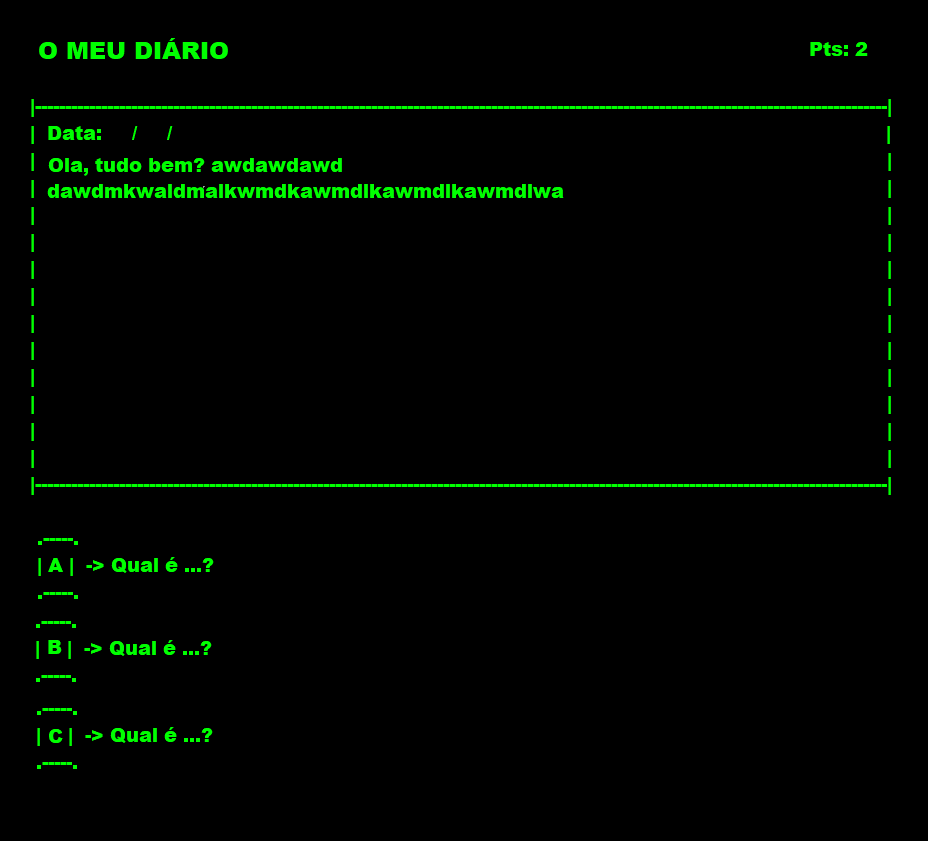 O MEU DIÁRIO
Pts: 2
|------------------------------------------------------------------------------------------------------------------------------------------------|
| Data: / / |
| Ola, tudo bem? awdawdawd |
| dawdmkwaldmalkwmdkawmdlkawmdlkawmdlwa |
| |
| |
| |
| |
| |
| |
| |
| |
| |
| |
|------------------------------------------------------------------------------------------------------------------------------------------------|
.-----.
| A | -> Qual é ...?
.-----.
.-----.
| B | -> Qual é ...?
.-----.
.-----.
| C | -> Qual é ...?
.-----.